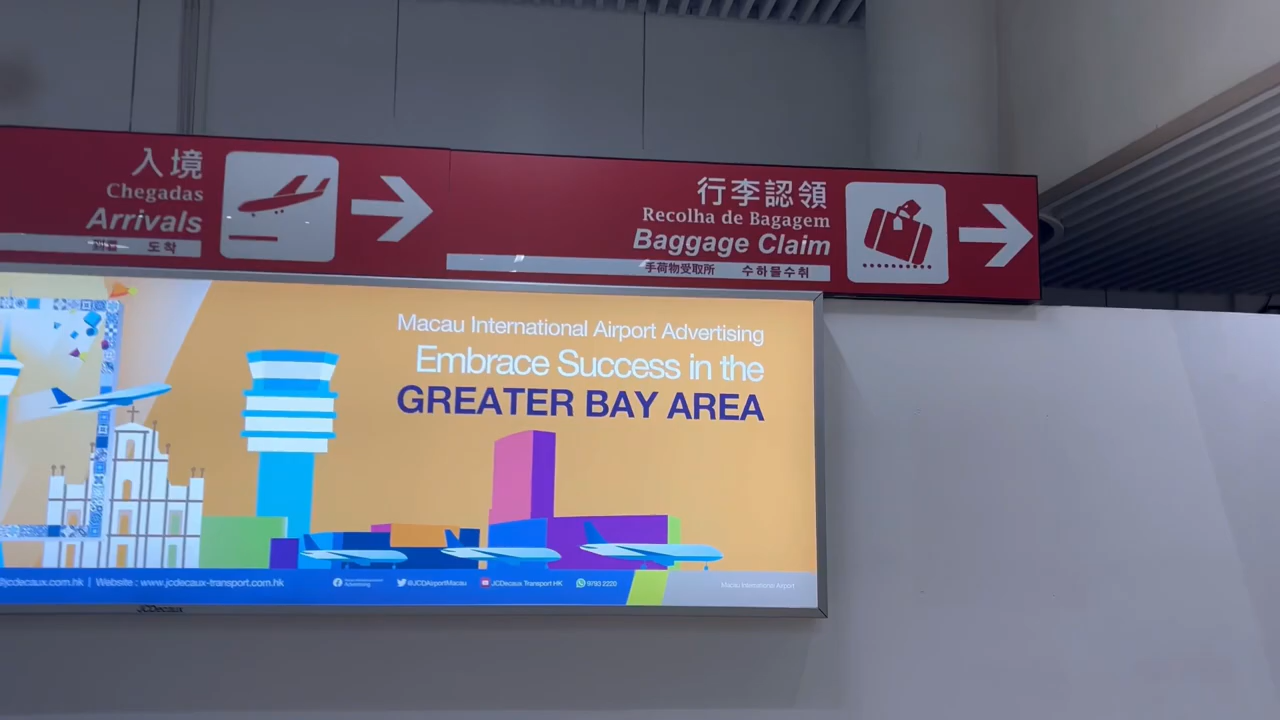 入境
Chegadas
Arrivals
도착
行李認領
Recolha de Bagagem
Baggage Claim
手荷物受取所 수하물수취
Macau International Airport Advertising
Embrace Success in the
GREATER BAY AREA
@jcdecaux.com.hk | Website : www.jcdecaux-transport.com.hk
Advertising
@JCDAirportMacau
JCDecaux Transport HK
9793 2220
Macau International Airport
JCDecaux